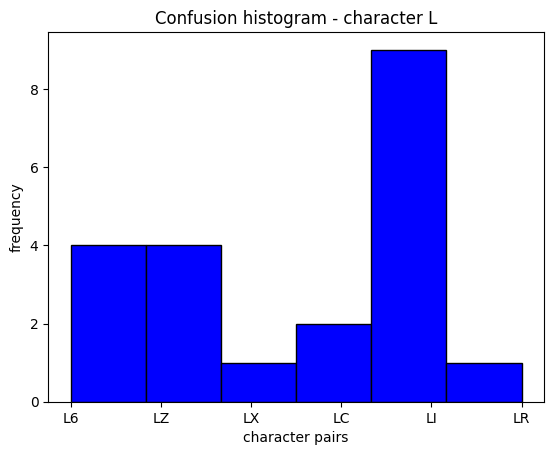 Confusion histogram - character L
frequency
8
6
4
2
0
L6 LZ LX LC LI LR
character pairs